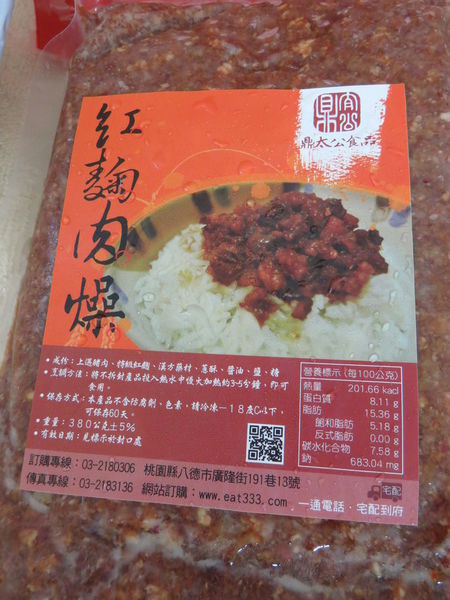 鼎太公食品
紅麴肉燥
•成份:上選豬肉、特級紅麴、漢方藥材、蔥酥、醬油、鹽、糖
•烹調方法:將不拆封產品投入熱水中慢火加熱約3~5分鐘,即可
食用。
•保存方式:本產品不含防腐劑、色素,請冷凍-18度C以下,
可保存60天。
•重量:380公克±5%
•有效日期:見標示於封口處
營養標示(每100公克)
熱量 201.66 kacl
蛋白質 8.11 g
脂肪 15.36 g
飽和脂肪 5.18 g
反式脂肪 0.00 g
碳水化合物 7.58 g
鈉 683.04 mg
訂購專線:03-2180306 桃園縣八德市廣隆街191巷13號
傳真專線:03-2183136 網站訂購:www.eat333.com
宅配
一通電話·宅配到府